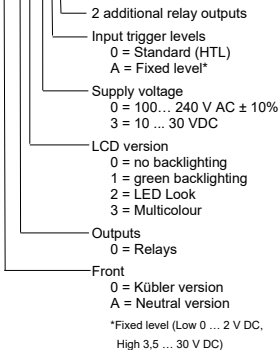 2 additional relay outputs
Input trigger levels
0 = Standard (HTL)
A = Fixed level*
Supply voltage
0 = 100… 240 V AC ± 10%
3 = 10 ... 30 VDC
LCD version
0 = no backlighting
1 = green backlighting
2 = LED Look
3 = Multicolour
Outputs
0 = Relays
Front
0 = Kübler version
A = Neutral version
*Fixed level (Low 0 … 2 V DC,
High 3,5 … 30 V DC)